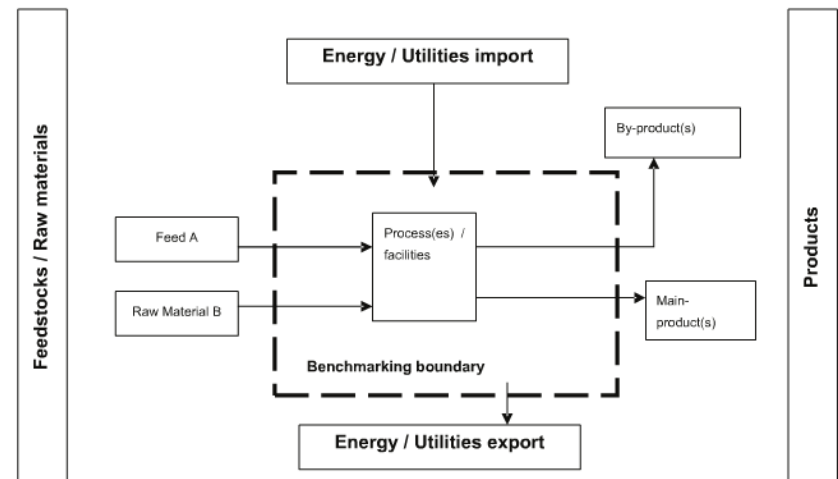 Feedstocks / Raw materials
Energy / Utilities import
By-product(s)
Feed A
Process(es) /
facilities
Raw Material B
Main-
product(s)
Benchmarking boundary
Energy / Utilities export
Products